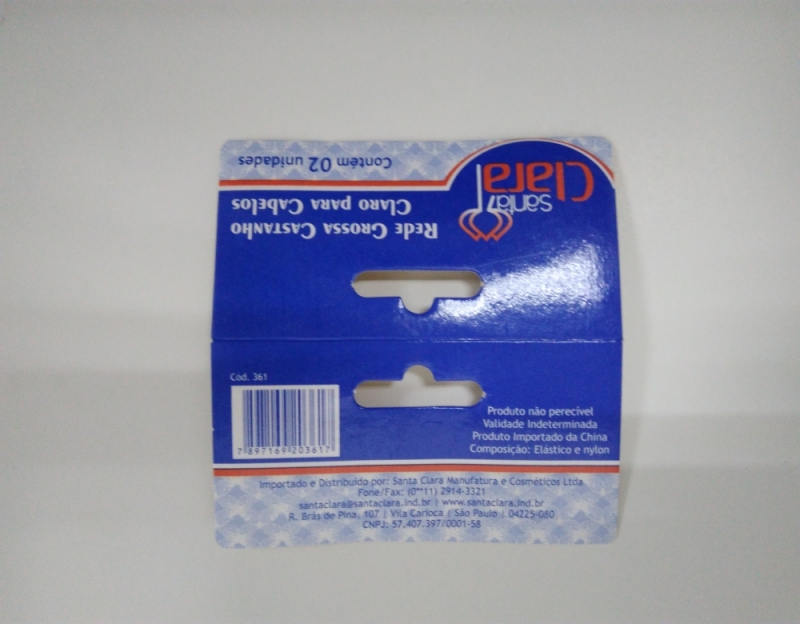 Contém 02 unidades
Santa
Clara
Rede Grossa Castanho
Claro para Cabelos
Cód. 361
7 897169 203617
Produto não perecível
Validade Indeterminada
Produto Importado da China
Composição: Elástico e nylon
Importado e Distribuído por: Santa Clara Manufatura e Cosméticos Ltda
Fone/Fax: (0**11) 2914-3321
santaclara@santaclara.ind.br | www.santaclara.ind.br
R. Brás de Pina, 107 | Vila Carioca | São Paulo | 04225-060
CNPJ: 57.407.397/0001-58